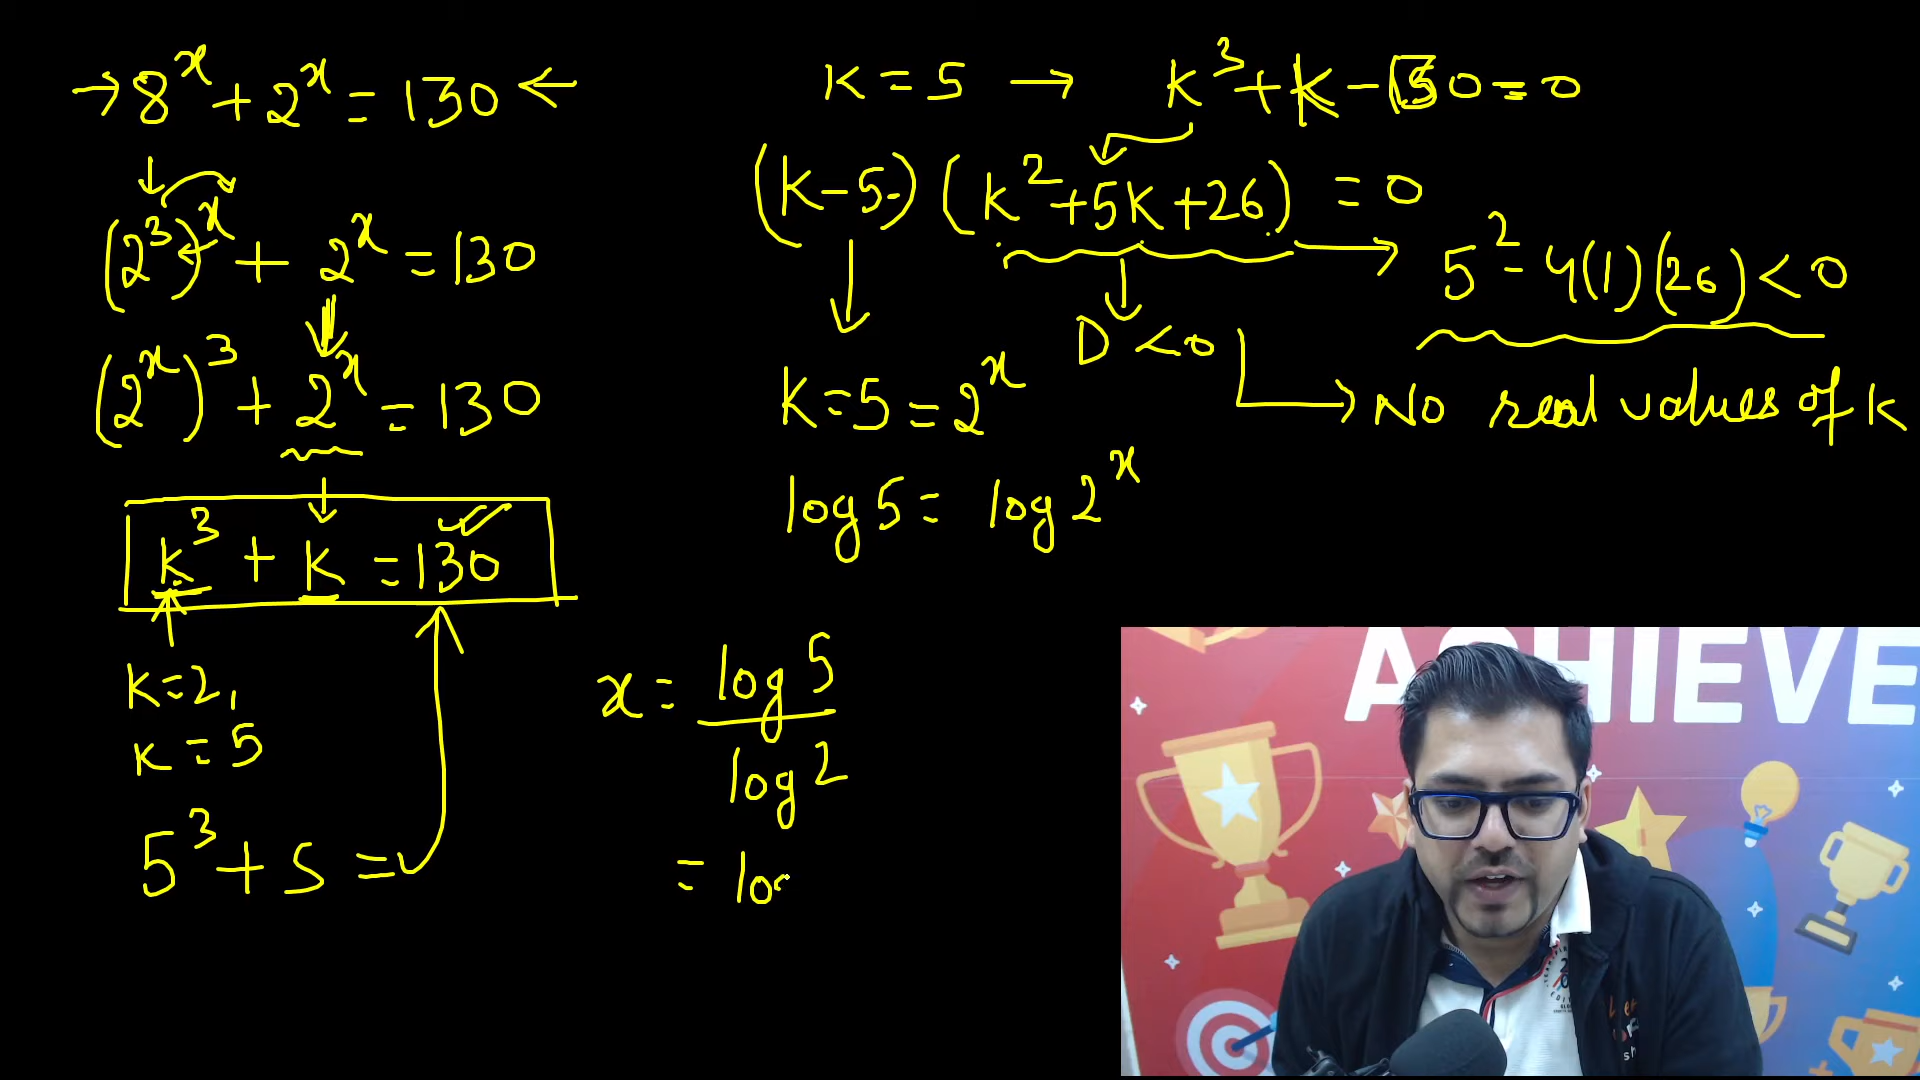 → 8^x + 2^x = 130 ←
(2^3)^x + 2^x = 130
(2^x)^3 + 2^x = 130
k^3 + k = 130
k = 2,
k = 5
5^3 + 5 =
k = 5 → k^3 + k - 130 = 0
(k - 5) (k^2 + 5k + 26) = 0
5^2 - 4(1)(26) < 0
D < 0
No real values of k
k = 5 = 2^x
log 5 = log 2^x
x = log 5
log 2
= lo
ACHIEVE